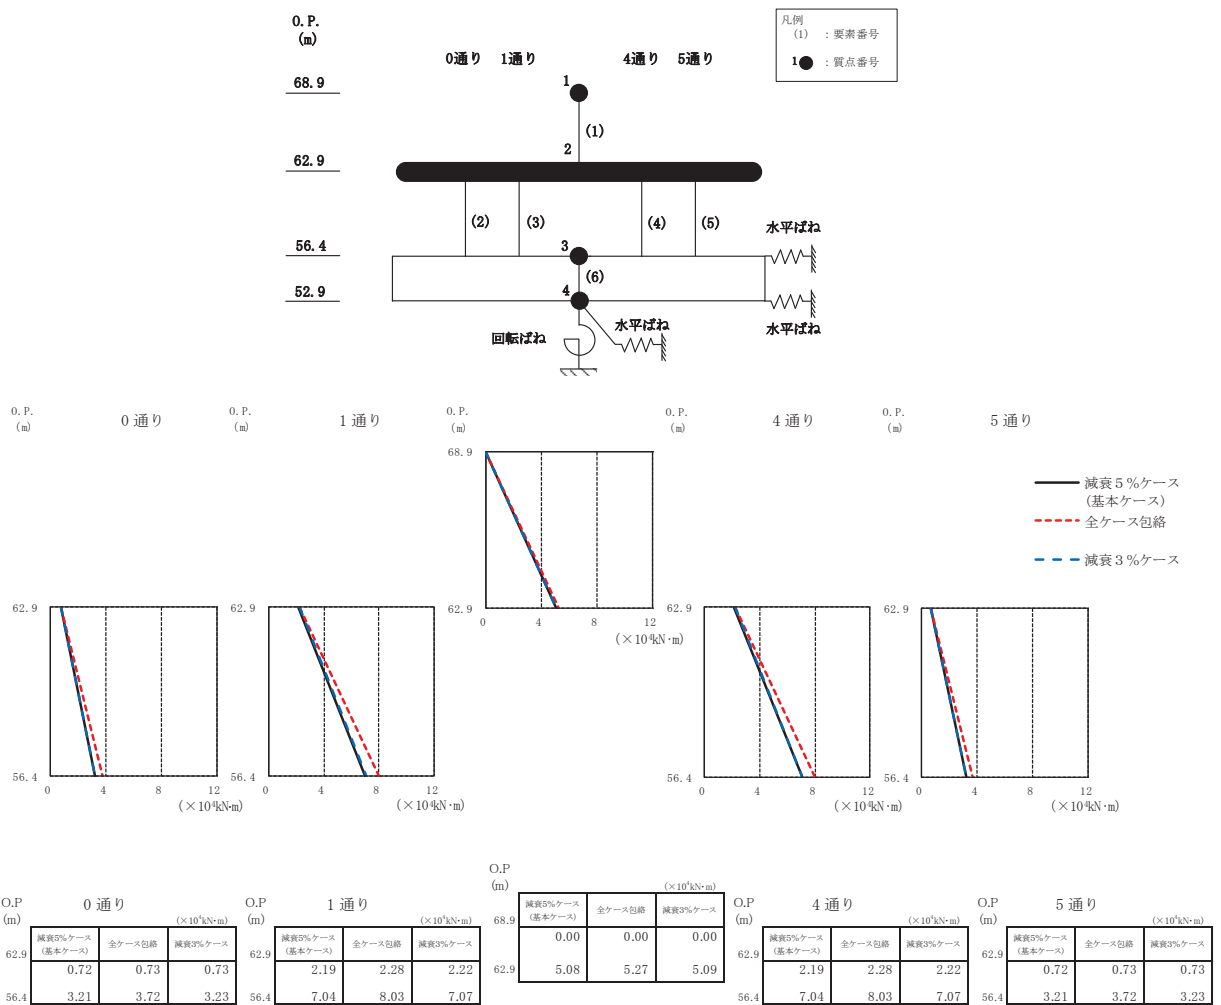 O.P.
(m)
0通り 1通り 4通り 5通り
凡例
(1) ：要素番号
1 ：質点番号
68.9
1
(1)
2
62.9
(2) (3) (4) (5)
水平ばね
56.4
3
(6)
52.9
4
水平ばね
水平ばね
回転ばね
O.P.
(m)
0 通り
O.P.
(m)
1 通り
O.P.
(m)
O.P.
(m)
4 通り
O.P.
(m)
5 通り
68.9
62.9
0 4 8 12
(×10⁴kN·m)
減衰５%ケース
(基本ケース)
全ケース包絡
減衰３%ケース
62.9
56.4
0 4 8 12
(×10⁴kN·m)
62.9
56.4
0 4 8 12
(×10⁴kN·m)
62.9
56.4
0 4 8 12
(×10⁴kN·m)
62.9
56.4
0 4 8 12
(×10⁴kN·m)
O.P
(m)
0 通り
(×10⁴kN·m)
減衰5%ケース
(基本ケース)
全ケース包絡
減衰3%ケース
62.9 0.72 0.73 0.73
56.4 3.21 3.72 3.23
O.P
(m)
1 通り
(×10⁴kN·m)
減衰5%ケース
(基本ケース)
全ケース包絡
減衰3%ケース
62.9 2.19 2.28 2.22
56.4 7.04 8.03 7.07
O.P
(m)
(×10⁴kN·m)
減衰5%ケース
(基本ケース)
全ケース包絡
減衰3%ケース
68.9 0.00 0.00 0.00
62.9 5.08 5.27 5.09
O.P
(m)
4 通り
(×10⁴kN·m)
減衰5%ケース
(基本ケース)
全ケース包絡
減衰3%ケース
62.9 2.19 2.28 2.22
56.4 7.04 8.03 7.07
O.P
(m)
5 通り
(×10⁴kN·m)
減衰5%ケース
(基本ケース)
全ケース包絡
減衰3%ケース
62.9 0.72 0.73 0.73
56.4 3.21 3.72 3.23